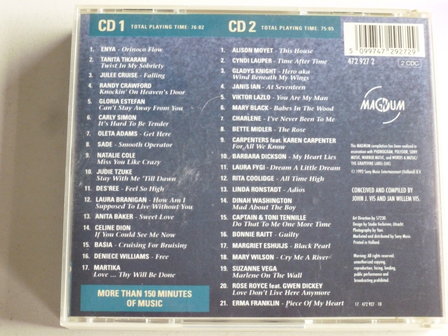 CD 1 TOTAL PLAYING TIME: 76:02
1. ENYA - Orinoco Flow
2. TANITA TIKARAM
Twist In My Sobriety
3. JULEE CRUISE - Falling
4. RANDY CRAWFORD
Knockin' On Heaven's Door
5. GLORIA ESTEFAN
Can't Stay Away From You
6. CARLY SIMON
It's Hard To Be Tender
7. OLETA ADAMS - Get Here
8. SADE - Smooth Operator
9. NATALIE COLE
Miss You Like Crazy
10. JUDIE TZUKE
Stay With Me 'Till Dawn
11. DES'REE - Feel So High
12. LAURA BRANIGAN - How Am I
Supposed To Live Without You
13. ANITA BAKER - Sweet Love
14. CELINE DION
If You Could See Me Now
15. BASIA - Cruising For Bruising
16. DENIECE WILLIAMS - Free
17. MARTIKA
Love ... Thy Will Be Done
MORE THAN 150 MINUTES
OF MUSIC
CD 2 TOTAL PLAYING TIME: 75:05
1. ALISON MOYET - This House
2. CYNDI LAUPER - Time After Time
3. GLADYS KNIGHT - Hero aka
Wind Beneath My Wings
4. JANIS IAN - At Seventeen
5. VIKTOR LAZLO - You Are My Man
6. MARY BLACK - Babes In The Wood
7. CHARLENE - I've Never Been To Me
8. BETTE MIDLER - The Rose
9. CARPENTERS feat. KAREN CARPENTER
For All We Know
10. BARBARA DICKSON - My Heart Lies
11. LAURA FYGI - Dream A Little Dream
12. RITA COOLIDGE - All Time High
13. LINDA RONSTADT - Adios
14. DINAH WASHINGTON
Mad About The Boy
15. CAPTAIN & TONI TENNILLE
Do That To Me One More Time
16. BONNIE RAITT - Guilty
17. MARGRIET ESHUIJS - Black Pearl
18. MARY WILSON - Cry Me A River
19. SUZANNE VEGA
Marlene On The Wall
20. ROSE ROYCE feat. GWEN DICKEY
Love Don't Live Here Anymore
21. ERMA FRANKLIN - Piece Of My Heart
5 099747 292729
472 927 2
2 CDC
MAGNUM
CONCEIVED AND COMPILED BY
JOHN J. VIS AND JAN WILLEM VIS.
Warning: All rights reserved.